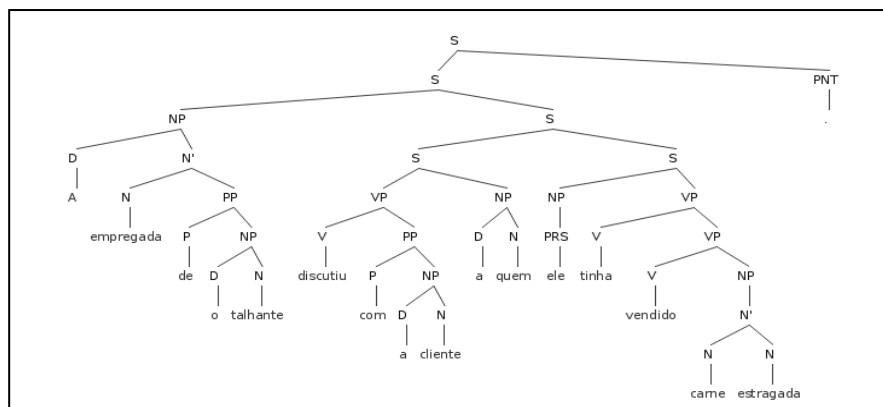 S
S PNT
NP S .
D N' S S
A N PP VP NP NP VP
empregada P NP V PP D N PRS V VP
de D N discutiu P NP a quem ele tinha V NP
o talhante com D N vendido N'
a cliente N N
carne estragada